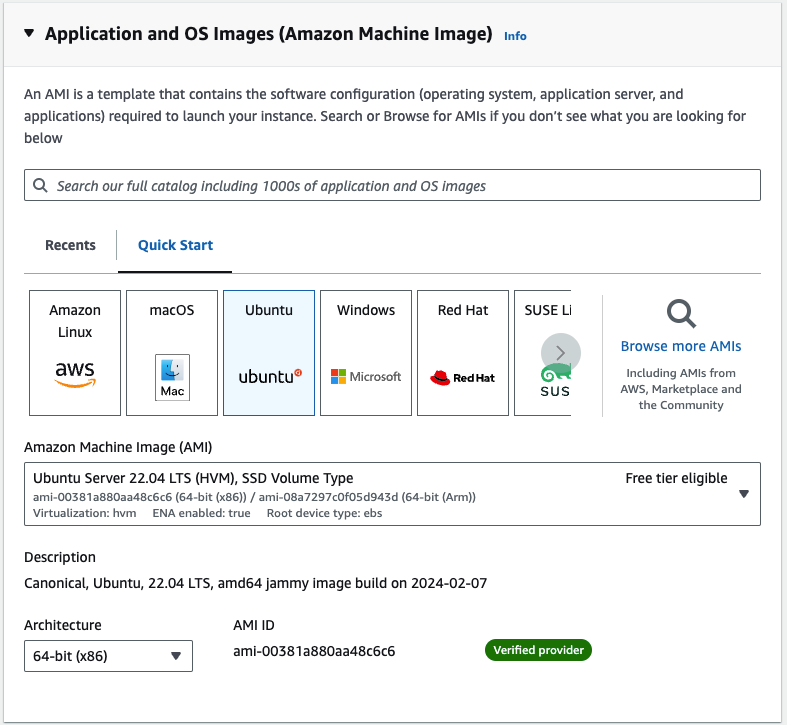 Application and OS Images (Amazon Machine Image) Info
An AMI is a template that contains the software configuration (operating system, application server, and
applications) required to launch your instance. Search or Browse for AMIs if you don’t see what you are looking for
below
Search our full catalog including 1000s of application and OS images
Recents
Quick Start
Amazon
Linux
aws
macOS
Mac
Ubuntu
ubuntu
Windows
Microsoft
Red Hat
Red Hat
SUSE Li
SUS
Browse more AMIs
Including AMIs from
AWS, Marketplace and
the Community
Amazon Machine Image (AMI)
Ubuntu Server 22.04 LTS (HVM), SSD Volume Type
Free tier eligible
ami-00381a880aa48c6c6 (64-bit (x86)) / ami-08a7297c0f05d943d (64-bit (Arm))
Virtualization: hvm ENA enabled: true Root device type: ebs
Description
Canonical, Ubuntu, 22.04 LTS, amd64 jammy image build on 2024-02-07
Architecture
64-bit (x86)
AMI ID
ami-00381a880aa48c6c6
Verified provider